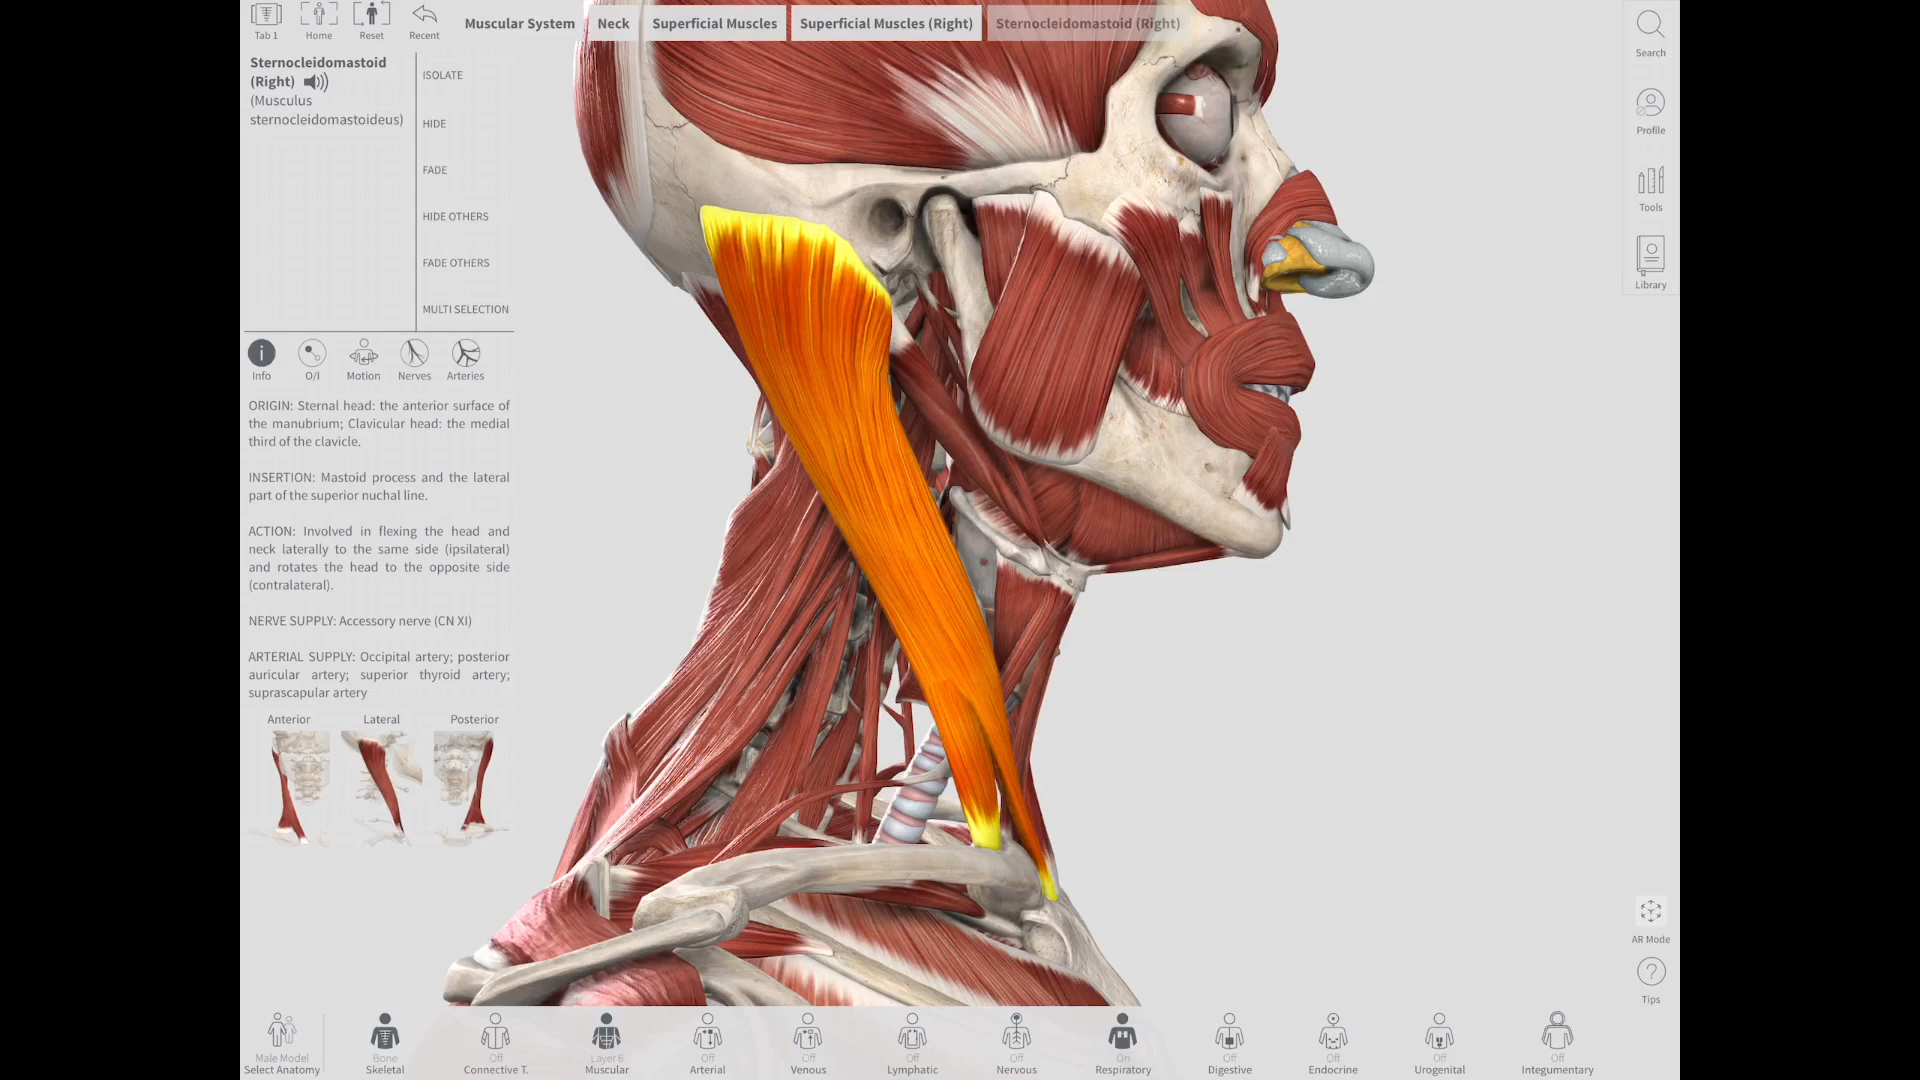 Tab 1
Home
Reset
Recent
Muscular System
Neck
Superficial Muscles
Superficial Muscles (Right)
Sternocleidomastoid (Right)
Search
Profile
Tools
Library
Sternocleidomastoid
(Right)
(Musculus
sternocleidomastoideus)
ISOLATE
HIDE
FADE
HIDE OTHERS
FADE OTHERS
MULTI SELECTION
Info
O/I
Motion
Nerves
Arteries
ORIGIN: Sternal head: the anterior surface of
the manubrium; Clavicular head: the medial
third of the clavicle.
INSERTION: Mastoid process and the lateral
part of the superior nuchal line.
ACTION: Involved in flexing the head and
neck laterally to the same side (ipsilateral)
and rotates the head to the opposite side
(contralateral).
NERVE SUPPLY: Accessory nerve (CN XI)
ARTERIAL SUPPLY: Occipital artery; posterior
auricular artery; superior thyroid artery;
suprascapular artery
Anterior
Lateral
Posterior
AR Mode
Tips
Male Model
Select Anatomy
Bone
Skeletal
Off
Connective T.
Layer 6
Muscular
Off
Arterial
Off
Venous
Off
Lymphatic
Off
Nervous
On
Respiratory
Off
Digestive
Off
Endocrine
Off
Urogenital
Off
Integumentary